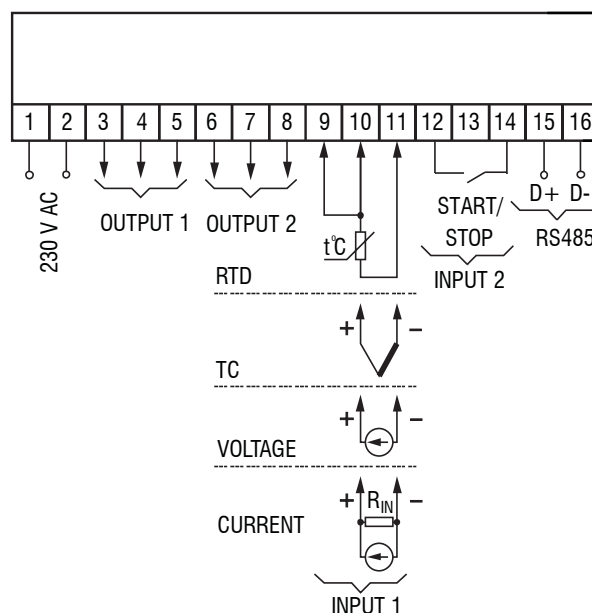 1 2 3 4 5 6 7 8 9 10 11 12 13 14 15 16
230 V AC
OUTPUT 1
OUTPUT 2
START/
STOP
INPUT 2
D+ D-
RS485
t°C
RTD
+ −
TC
+ −
VOLTAGE
+ −
CURRENT
RIN
INPUT 1